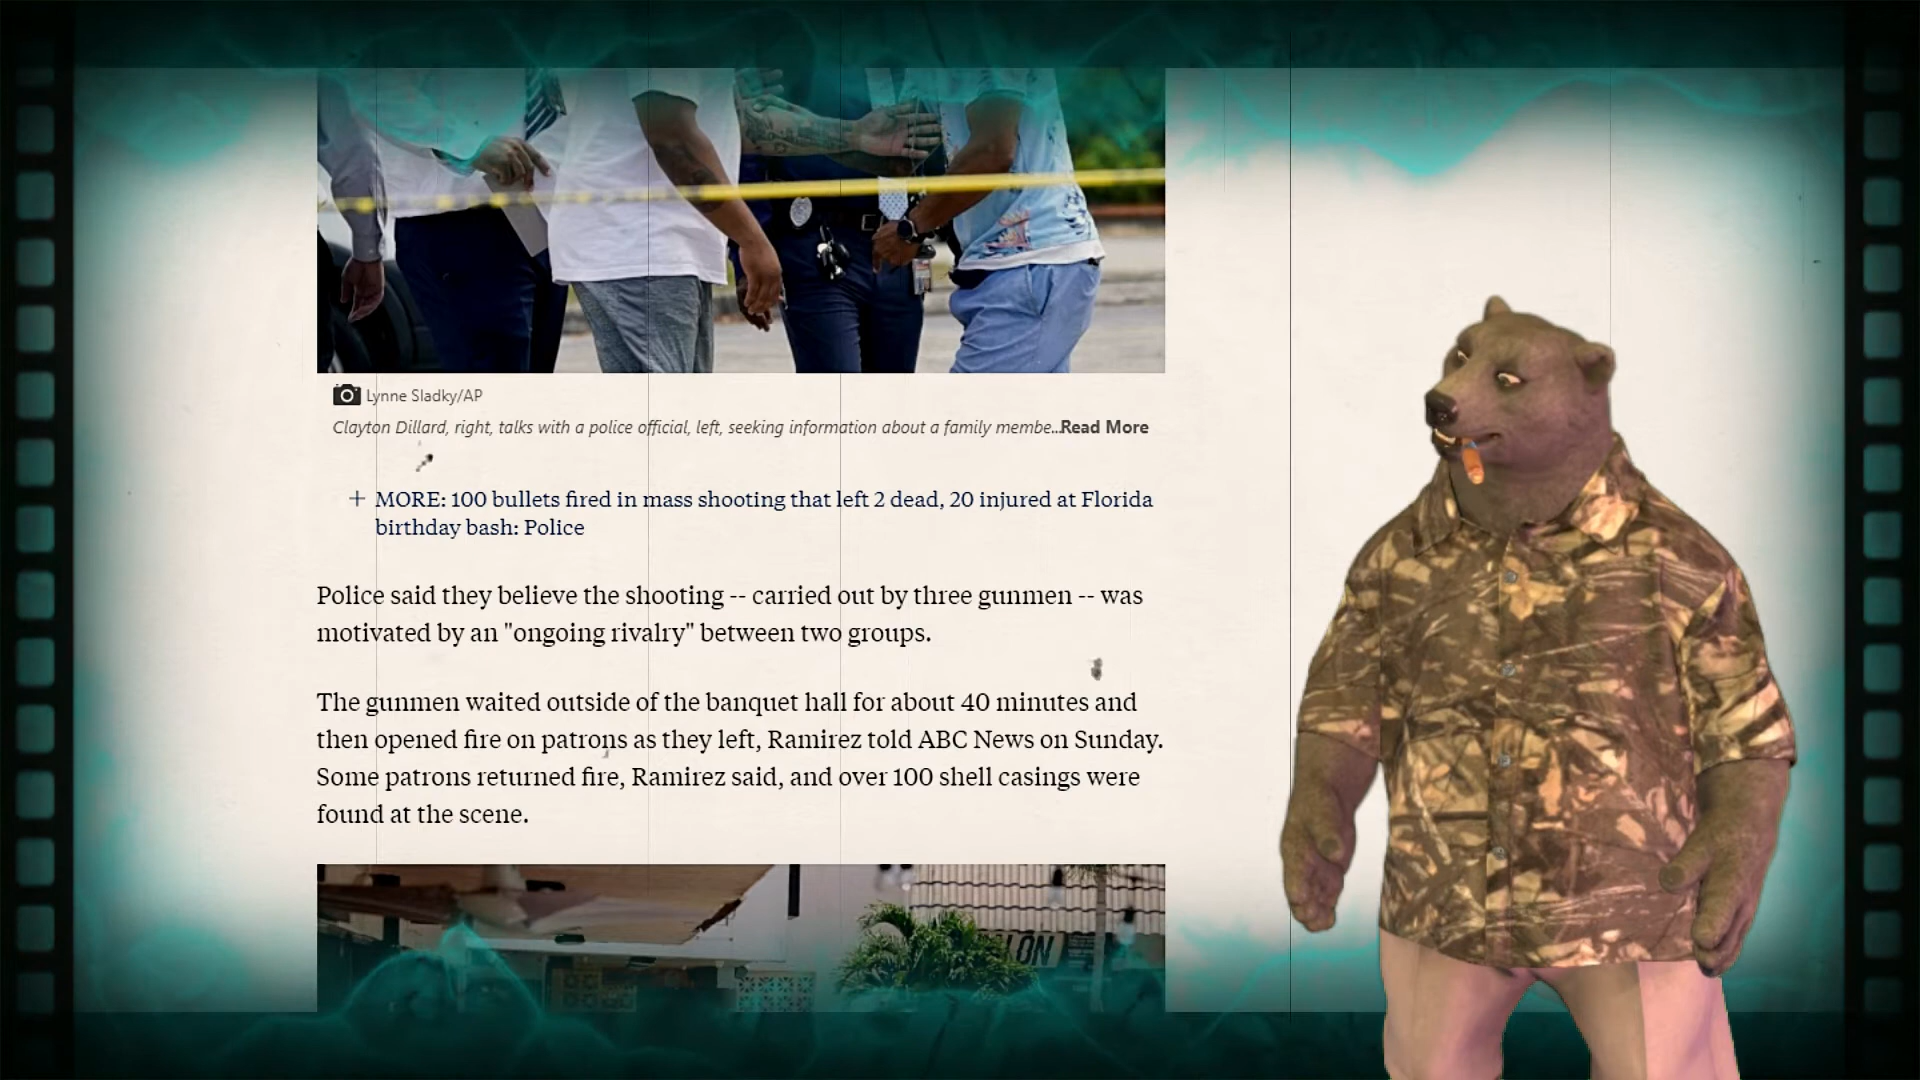 Lynne Sladky/AP
Clayton Dillard, right, talks with a police official, left, seeking information about a family membe...Read More
+ MORE: 100 bullets fired in mass shooting that left 2 dead, 20 injured at Florida
birthday bash: Police
Police said they believe the shooting -- carried out by three gunmen -- was
motivated by an "ongoing rivalry" between two groups.
The gunmen waited outside of the banquet hall for about 40 minutes and
then opened fire on patrons as they left, Ramirez told ABC News on Sunday.
Some patrons returned fire, Ramirez said, and over 100 shell casings were
found at the scene.
LON